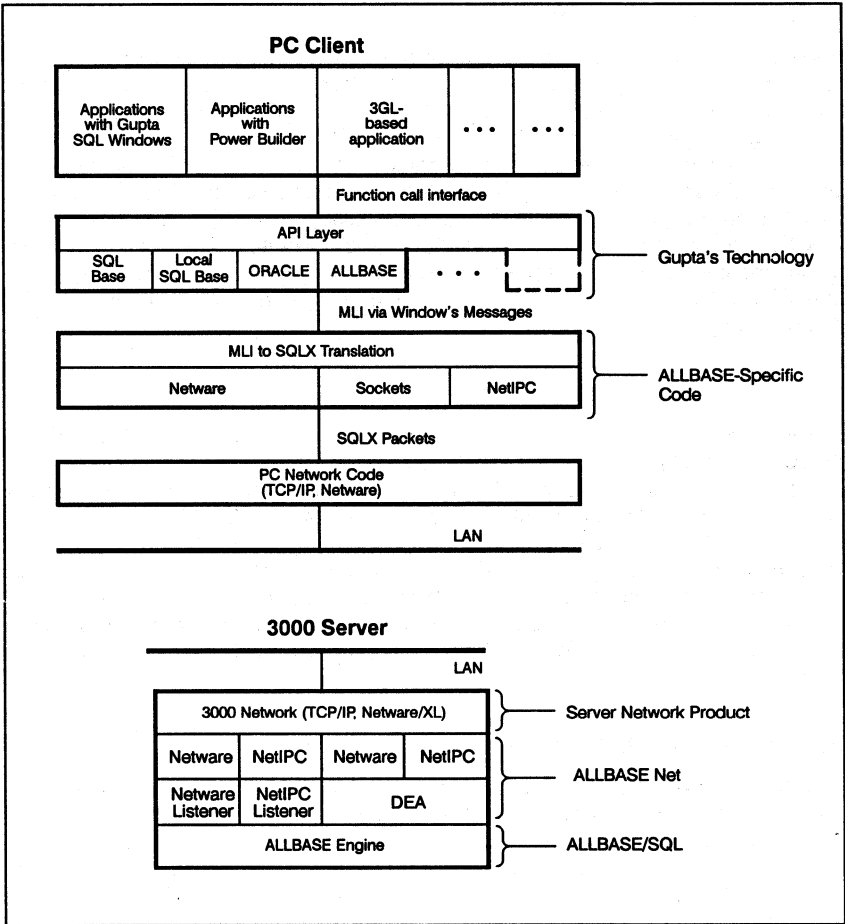 PC Client
Applications
with Gupta
SQL Windows
Applications
with
Power Builder
3GL-
based
application
• • •
• • •
Function call interface
API Layer
SQL
Base
Local
SQL Base
ORACLE
ALLBASE
• • •
Gupta's Technology
MLI via Window's Messages
MLI to SQLX Translation
Netware
Sockets
NetIPC
ALLBASE-Specific
Code
SQLX Packets
PC Network Code
(TCP/IP, Netware)
LAN
3000 Server
LAN
3000 Network (TCP/IP, Netware/XL)
Server Network Product
Netware
NetIPC
Netware
NetIPC
ALLBASE Net
Netware
Listener
NetIPC
Listener
DEA
ALLBASE Engine
ALLBASE/SQL